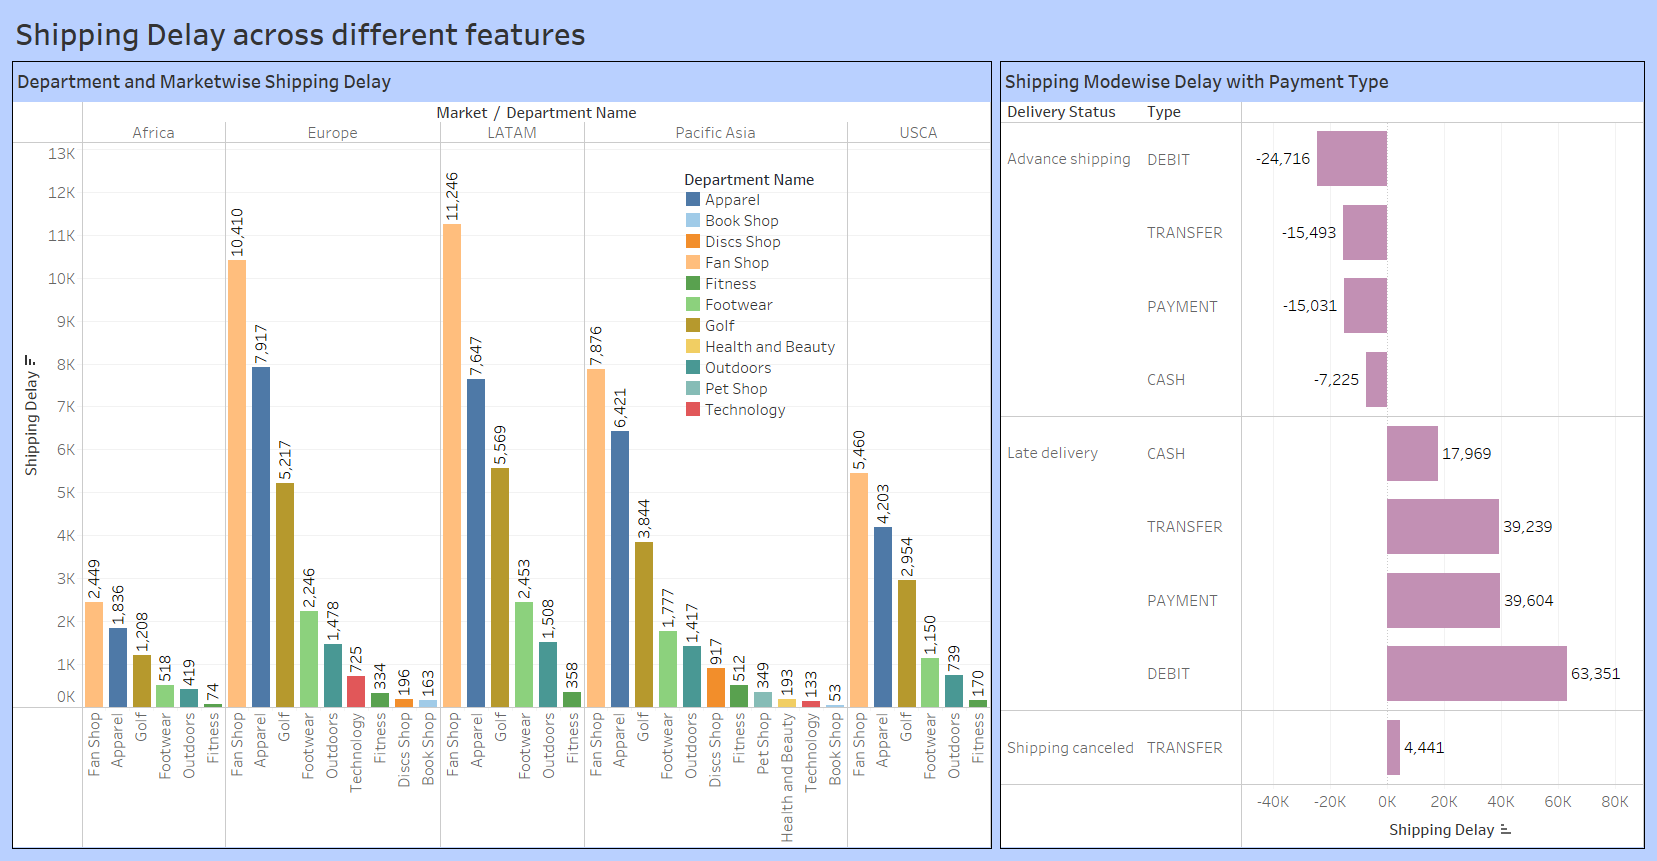 Shipping Delay across different features
Department and Marketwise Shipping Delay
Market / Department Name
Africa
Europe
LATAM
Pacific Asia
USCA
Shipping Delay
13K
12K
11K
10K
9K
8K
7K
6K
5K
4K
3K
2K
1K
0K
2,449
1,836
1,208
518
419
74
10,410
7,917
5,217
2,246
1,478
725
334
196
163
11,246
7,647
5,569
2,453
1,508
358
7,876
6,421
3,844
1,777
1,417
917
512
349
193
133
53
5,460
4,203
2,954
1,150
739
170
Department Name
Apparel
Book Shop
Discs Shop
Fan Shop
Fitness
Footwear
Golf
Health and Beauty
Outdoors
Pet Shop
Technology
Fan Shop
Apparel
Golf
Footwear
Outdoors
Fitness
Fan Shop
Apparel
Golf
Footwear
Outdoors
Technology
Fitness
Discs Shop
Book Shop
Fan Shop
Apparel
Golf
Footwear
Outdoors
Fitness
Fan Shop
Apparel
Golf
Footwear
Outdoors
Discs Shop
Fitness
Pet Shop
Health and Beauty
Technology
Book Shop
Fan Shop
Apparel
Golf
Footwear
Outdoors
Fitness
Shipping Modewise Delay with Payment Type
Delivery Status Type
Advance shipping DEBIT -24,716
TRANSFER -15,493
PAYMENT -15,031
CASH -7,225
Late delivery CASH 17,969
TRANSFER 39,239
PAYMENT 39,604
DEBIT 63,351
Shipping canceled TRANSFER 4,441
-40K -20K 0K 20K 40K 60K 80K
Shipping Delay